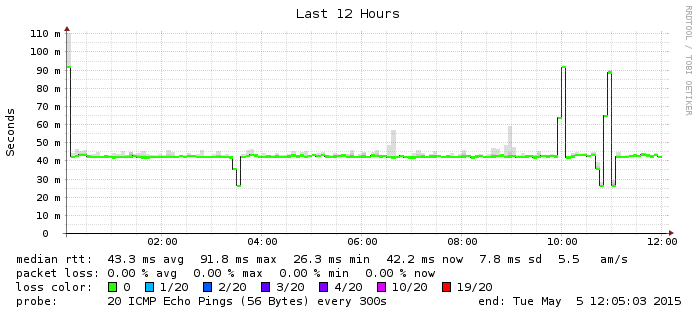 Last 12 Hours
RRDTOOL / TOBI OETIKER
Seconds
110 m
100 m
90 m
80 m
70 m
60 m
50 m
40 m
30 m
20 m
10 m
0
02:00 04:00 06:00 08:00 10:00 12:00
median rtt: 43.3 ms avg 91.8 ms max 26.3 ms min 42.2 ms now 7.8 ms sd 5.5 am/s
packet loss: 0.00 % avg 0.00 % max 0.00 % min 0.00 % now
loss color: 0 1/20 2/20 3/20 4/20 10/20 19/20
probe: 20 ICMP Echo Pings (56 Bytes) every 300s end: Tue May 5 12:05:03 2015